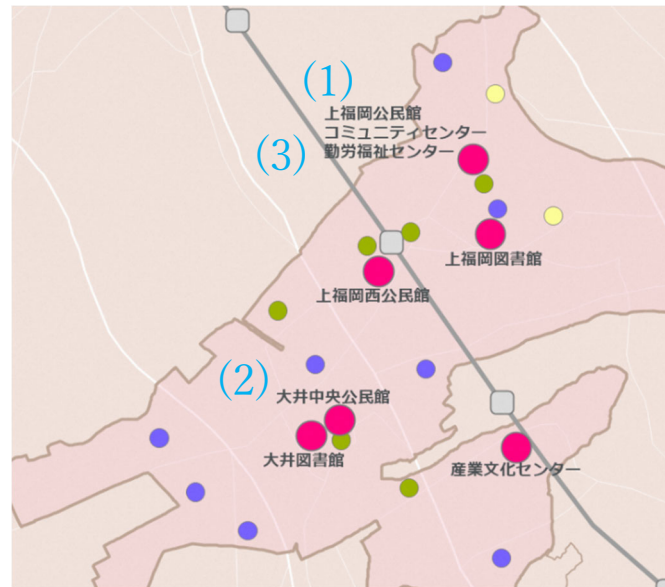 (1)
上福岡公民館
コミュニティセンター
(3)
勤労福祉センター
上福岡図書館
上福岡西公民館
(2)
大井中央公民館
大井図書館
産業文化センター